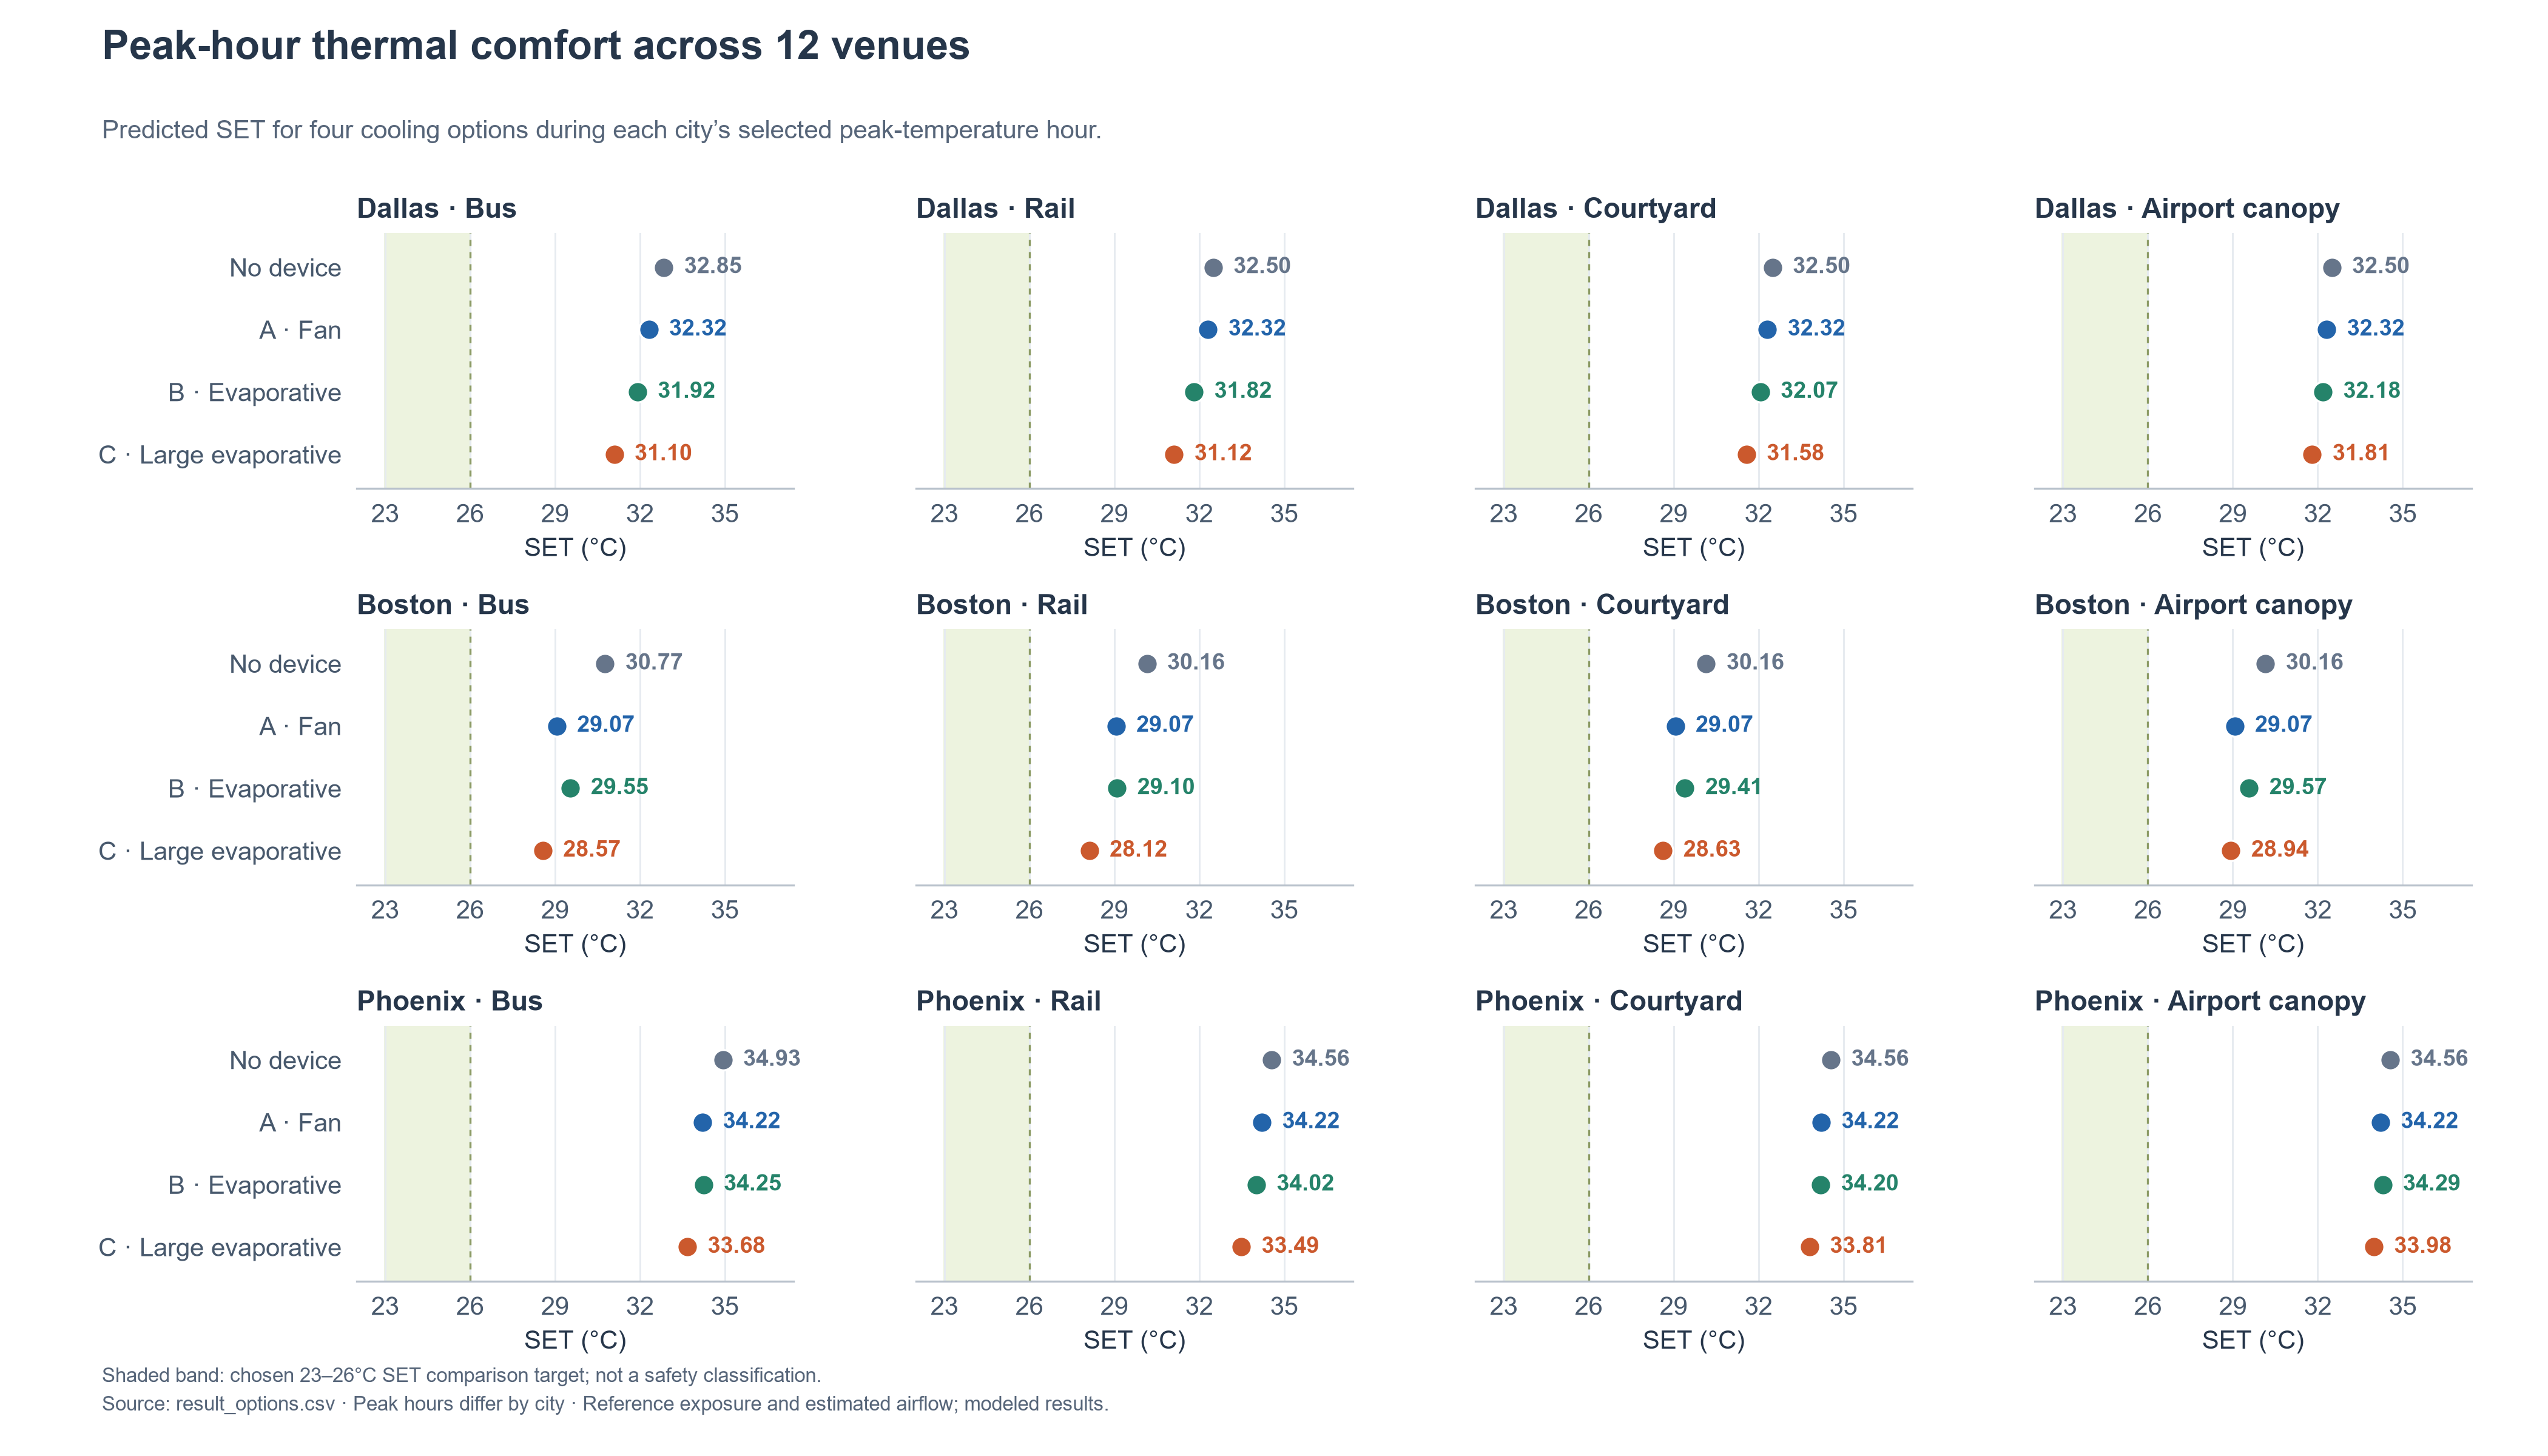 Peak-hour thermal comfort across 12 venues
Predicted SET for four cooling options during each city’s selected peak-temperature hour.
Dallas · Bus
No device
32.85
A · Fan
32.32
B · Evaporative
31.92
C · Large evaporative
31.10
23 26 29 32 35
SET (°C)
Dallas · Rail
32.50
32.32
31.82
31.12
23 26 29 32 35
SET (°C)
Dallas · Courtyard
32.50
32.32
32.07
31.58
23 26 29 32 35
SET (°C)
Dallas · Airport canopy
32.50
32.32
32.18
31.81
23 26 29 32 35
SET (°C)
Boston · Bus
No device
30.77
A · Fan
29.07
B · Evaporative
29.55
C · Large evaporative
28.57
23 26 29 32 35
SET (°C)
Boston · Rail
30.16
29.07
29.10
28.12
23 26 29 32 35
SET (°C)
Boston · Courtyard
30.16
29.07
29.41
28.63
23 26 29 32 35
SET (°C)
Boston · Airport canopy
30.16
29.07
29.57
28.94
23 26 29 32 35
SET (°C)
Phoenix · Bus
No device
34.93
A · Fan
34.22
B · Evaporative
34.25
C · Large evaporative
33.68
23 26 29 32 35
SET (°C)
Phoenix · Rail
34.56
34.22
34.02
33.49
23 26 29 32 35
SET (°C)
Phoenix · Courtyard
34.56
34.22
34.20
33.81
23 26 29 32 35
SET (°C)
Phoenix · Airport canopy
34.56
34.22
34.29
33.98
23 26 29 32 35
SET (°C)
Shaded band: chosen 23–26°C SET comparison target; not a safety classification.
Source: result_options.csv · Peak hours differ by city · Reference exposure and estimated airflow; modeled results.